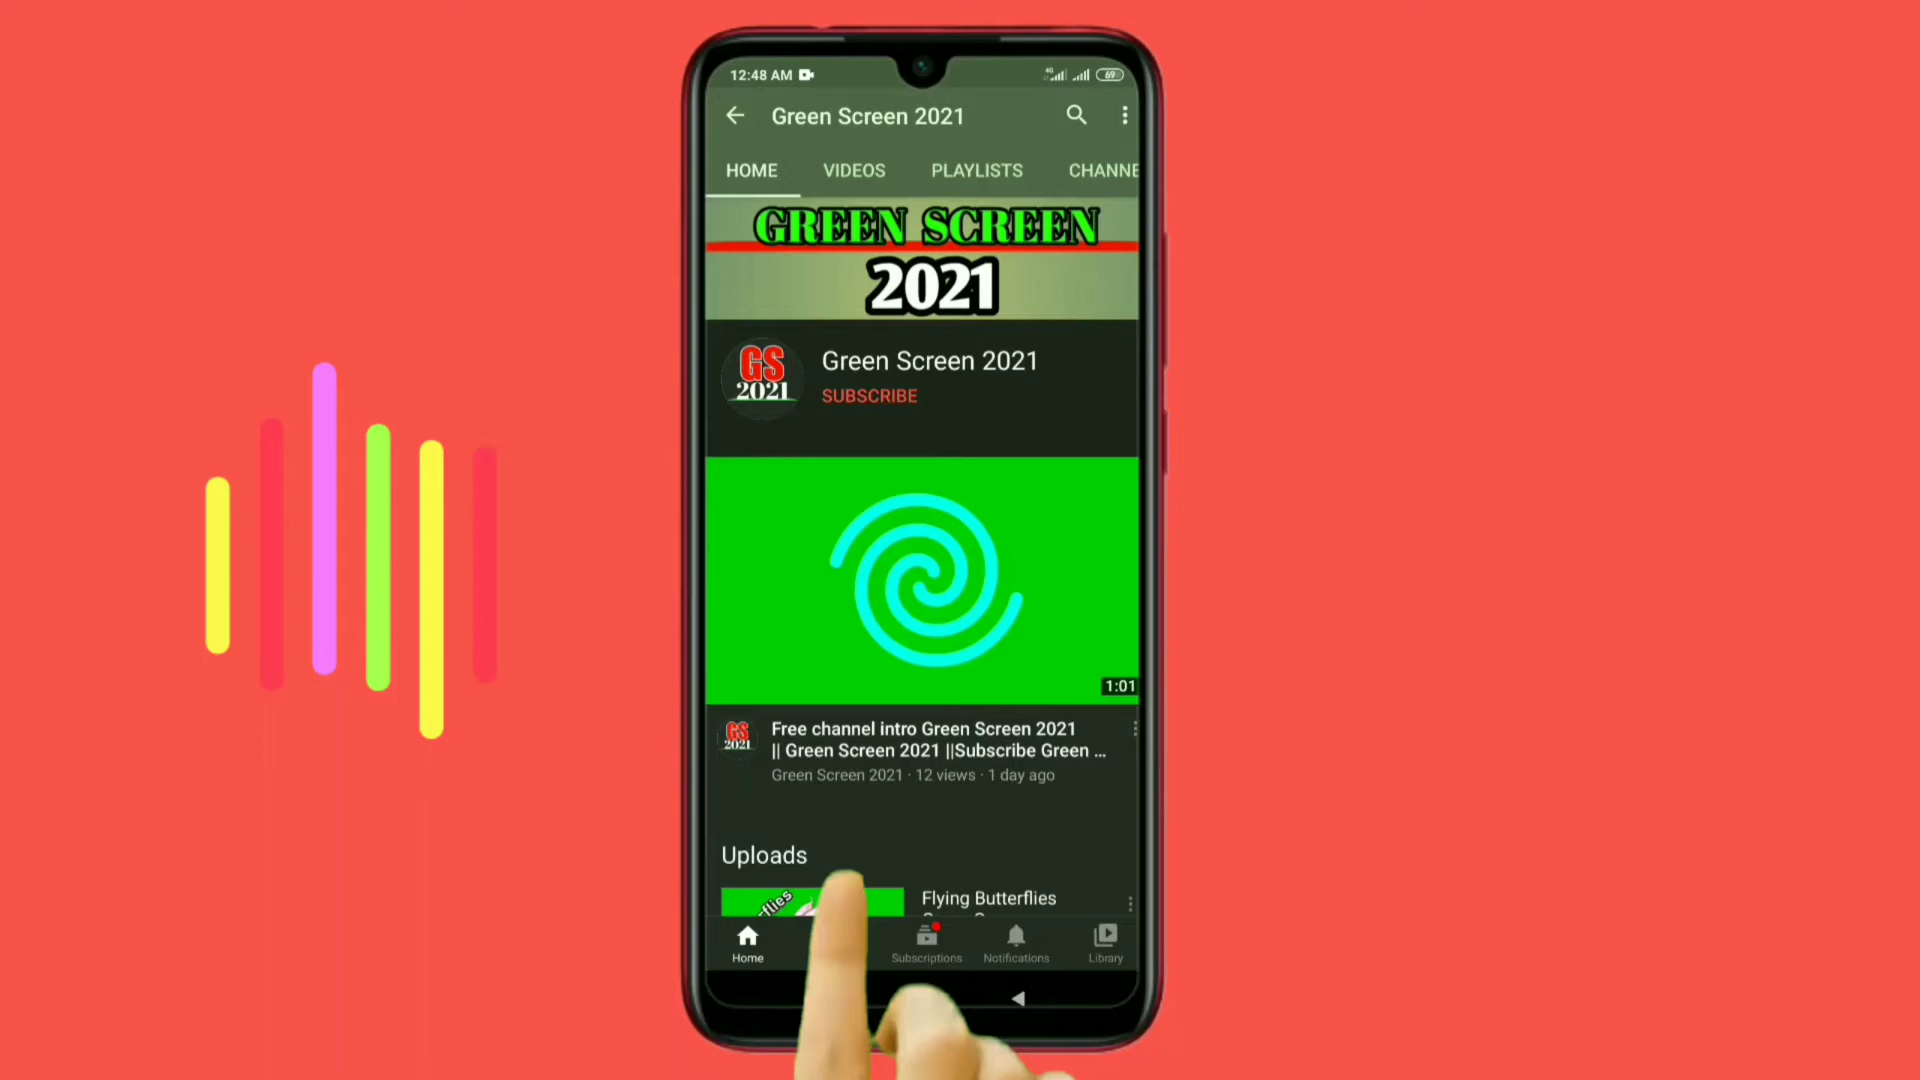 12:48 AM
4G
69
Green Screen 2021
HOME
VIDEOS
PLAYLISTS
CHANNE
GREEN SCREEN
2021
GS
2021
Green Screen 2021
SUBSCRIBE
1:01
GS
2021
Free channel intro Green Screen 2021
|| Green Screen 2021 ||Subscribe Green ...
Green Screen 2021 · 12 views · 1 day ago
Uploads
Flying Butterflies
Home
Subscriptions
Notifications
Library